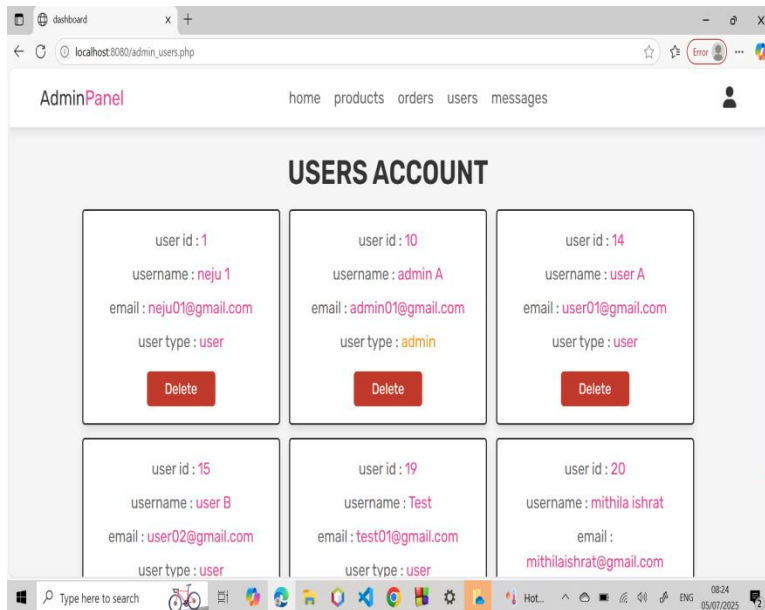 dashboard
localhost:8080/admin_users.php
Error
AdminPanel
home products orders users messages
USERS ACCOUNT
user id : 1
username : neju 1
email : neju01@gmail.com
user type : user
Delete
user id : 10
username : admin A
email : admin01@gmail.com
user type : admin
Delete
user id : 14
username : user A
email : user01@gmail.com
user type : user
Delete
user id : 15
username : user B
email : user02@gmail.com
user type : user
user id : 19
username : Test
email : test01@gmail.com
user type : user
user id : 20
username : mithila ishrat
email :
mithilaishrat@gmail.com
Type here to search
Hot...
ENG
08:24
05/07/2025
2